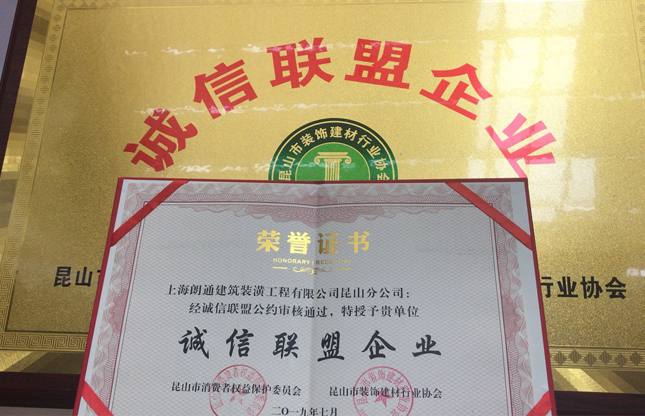 诚信联盟企业
昆山市装饰建材行业协会
昆山市
行业协会
荣誉证书
HONORARY
上海朗通建筑装潢工程有限公司昆山分公司：
经诚信联盟公约审核通过，特授予贵单位
诚信联盟企业
昆山市消费者权益保护委员会 昆山市装饰建材行业协会
二〇一九年七月